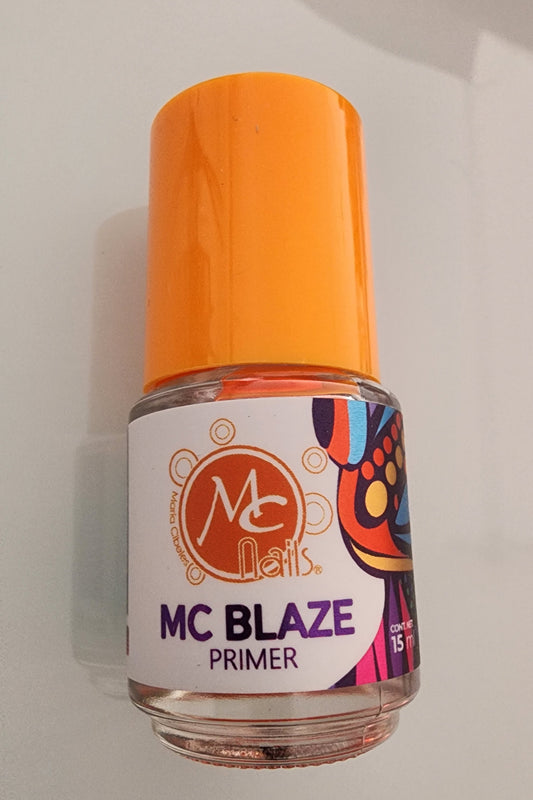 MC
nails®
Maria Cibeles
MC BLAZE
PRIMER
CONT. NET.
15 m